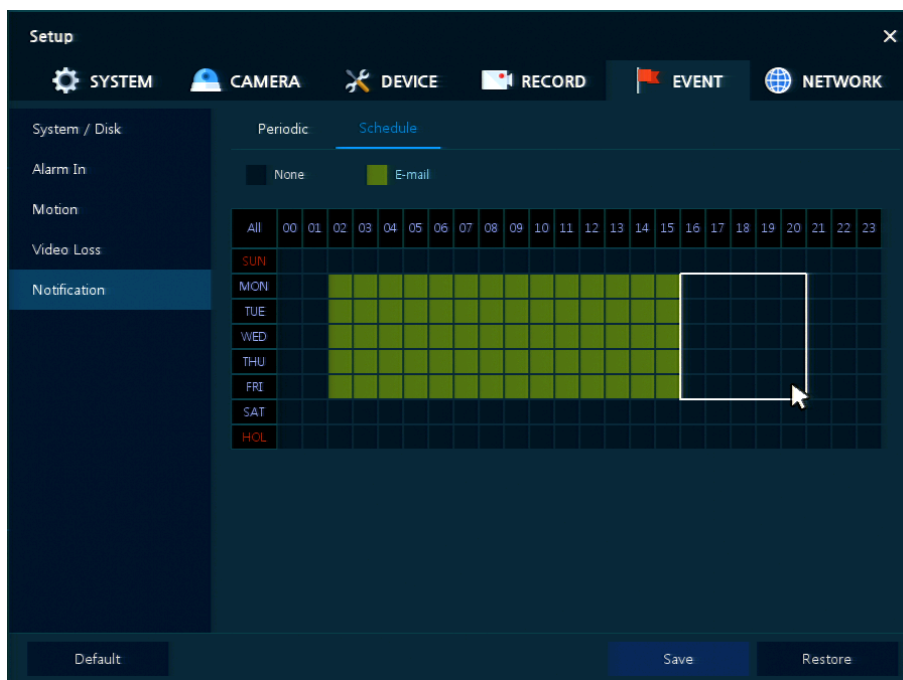 Setup
SYSTEM CAMERA DEVICE RECORD EVENT NETWORK
System / Disk
Alarm In
Motion
Video Loss
Notification
Periodic Schedule
None E-mail
All 00 01 02 03 04 05 06 07 08 09 10 11 12 13 14 15 16 17 18 19 20 21 22 23
SUN
MON
TUE
WED
THU
FRI
SAT
HOL
Default Save Restore